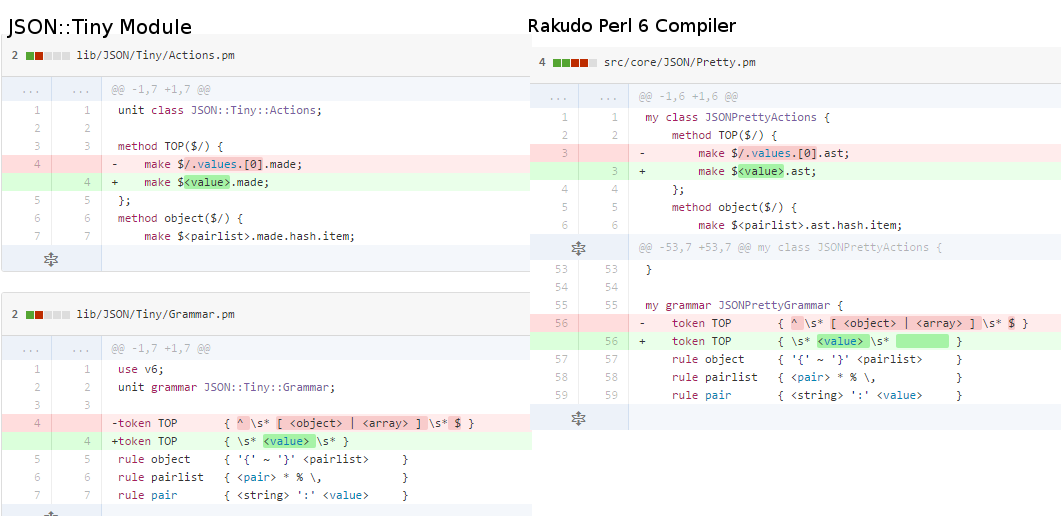 JSON::Tiny Module
2 lib/JSON/Tiny/Actions.pm
... ... @@ -1,7 +1,7 @@
1 1 unit class JSON::Tiny::Actions;
2 2
3 3 method TOP($/) {
4 - make $/.values.[0].made;
4 + make $<value>.made;
5 5 };
6 6 method object($/) {
7 7 make $<pairlist>.made.hash.item;
2 lib/JSON/Tiny/Grammar.pm
... ... @@ -1,7 +1,7 @@
1 1 use v6;
2 2 unit grammar JSON::Tiny::Grammar;
3 3
4 -token TOP { ^ \s* [ <object> | <array> ] \s* $ }
4 +token TOP { \s* <value> \s* }
5 5 rule object { '{' ~ '}' <pairlist> }
6 6 rule pairlist { <pair> * % \, }
7 7 rule pair { <string> ':' <value> }
Rakudo Perl 6 Compiler
4 src/core/JSON/Pretty.pm
... ... @@ -1,6 +1,6 @@
1 1 my class JSONPrettyActions {
2 2 method TOP($/) {
3 - make $/.values.[0].ast;
3 + make $<value>.ast;
4 4 };
5 5 method object($/) {
6 6 make $<pairlist>.ast.hash.item;
@@ -53,7 +53,7 @@ my class JSONPrettyActions {
53 53 }
54 54
55 55 my grammar JSONPrettyGrammar {
56 - token TOP { ^ \s* [ <object> | <array> ] \s* $ }
56 + token TOP { \s* <value> \s* }
57 57 rule object { '{' ~ '}' <pairlist> }
58 58 rule pairlist { <pair> * % \, }
59 59 rule pair { <string> ':' <value> }